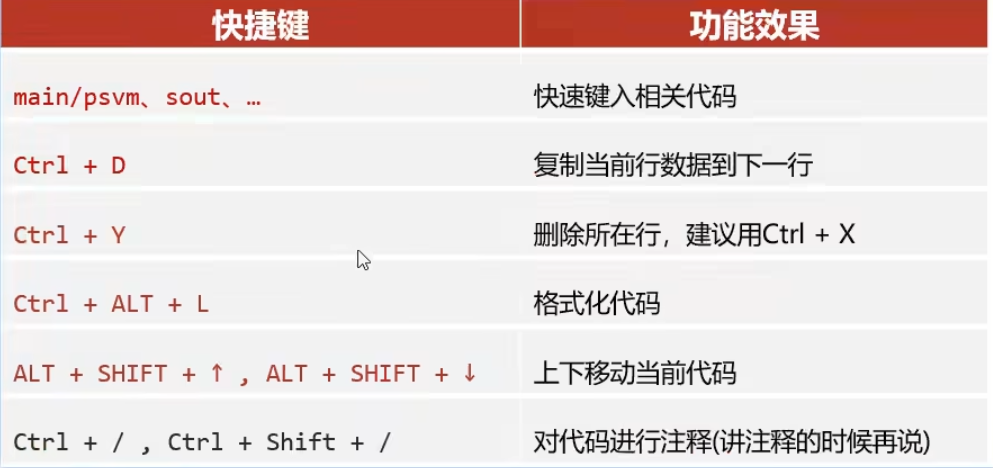 快捷键 功能效果
main/psvm、sout、… 快速键入相关代码
Ctrl + D 复制当前行数据到下一行
Ctrl + Y 删除所在行，建议用Ctrl + X
Ctrl + ALT + L 格式化代码
ALT + SHIFT + ↑ , ALT + SHIFT + ↓ 上下移动当前代码
Ctrl + / , Ctrl + Shift + / 对代码进行注释(讲注释的时候再说)